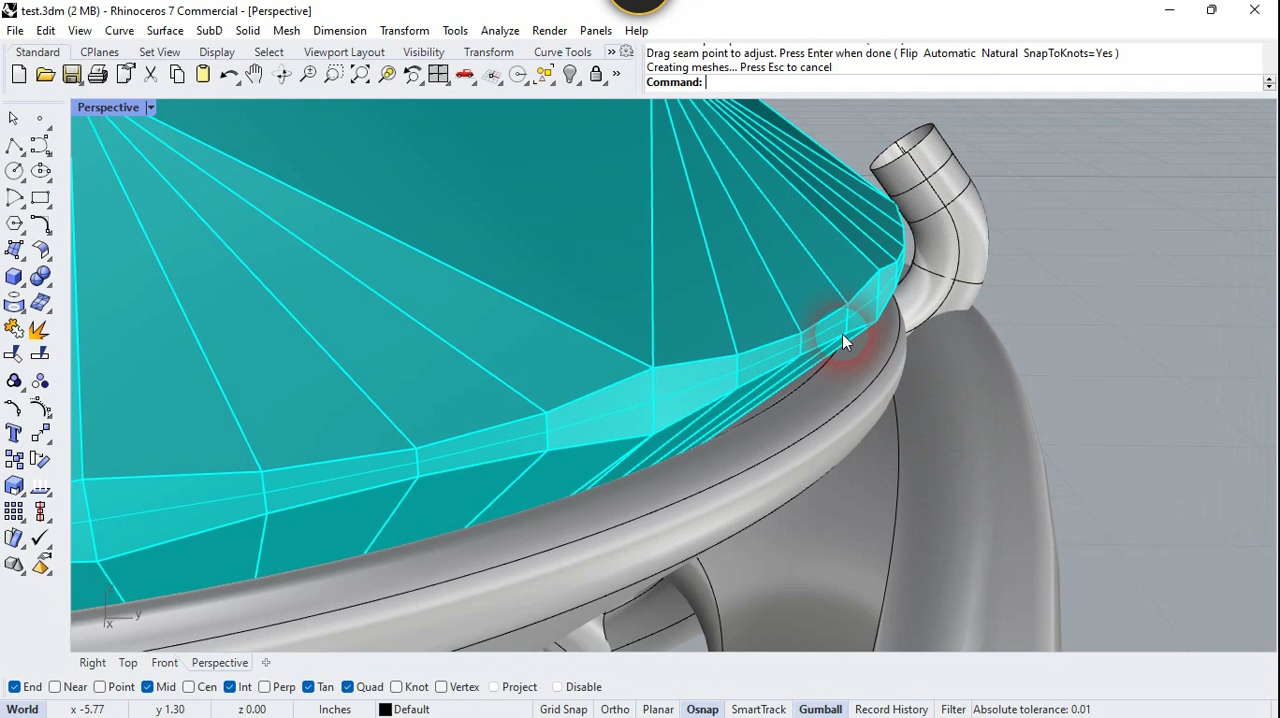 test.3dm (2 MB) - Rhinoceros 7 Commercial - [Perspective]
File Edit View Curve Surface SubD Solid Mesh Dimension Transform Tools Analyze Render Panels Help
Standard CPlanes Set View Display Select Viewport Layout Visibility Transform Curve Tools »
Drag seam point to adjust. Press Enter when done ( Flip Automatic Natural SnapToKnots=Yes )
Creating meshes... Press Esc to cancel
Command:
Perspective
y
x
Right Top Front Perspective
End Near Point Mid Cen Int Perp Tan Quad Knot Vertex Project Disable
World x -5.77 y 1.30 z 0.00 Inches Default Grid Snap Ortho Planar Osnap SmartTrack Gumball Record History Filter Absolute tolerance: 0.01